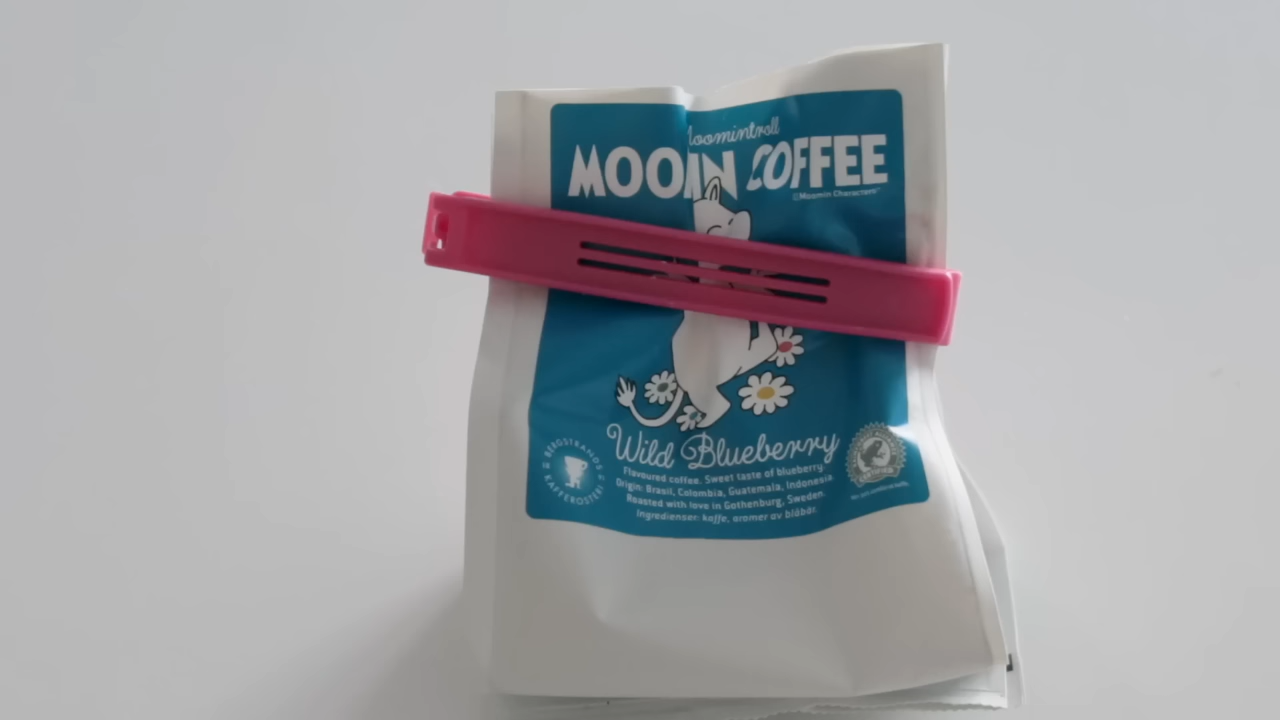 Moomintroll
MOOMIN COFFEE
© Moomin Characters™
Wild Blueberry
Flavoured coffee. Sweet taste of blueberry.
Origin: Brasil, Colombia, Guatemala, Indonesia.
Roasted with love in Gothenburg, Sweden.
Ingredienser: kaffe, aromer av blåbär.
BERGSTRANDS
KAFFEROSTERI
CERTIFIED